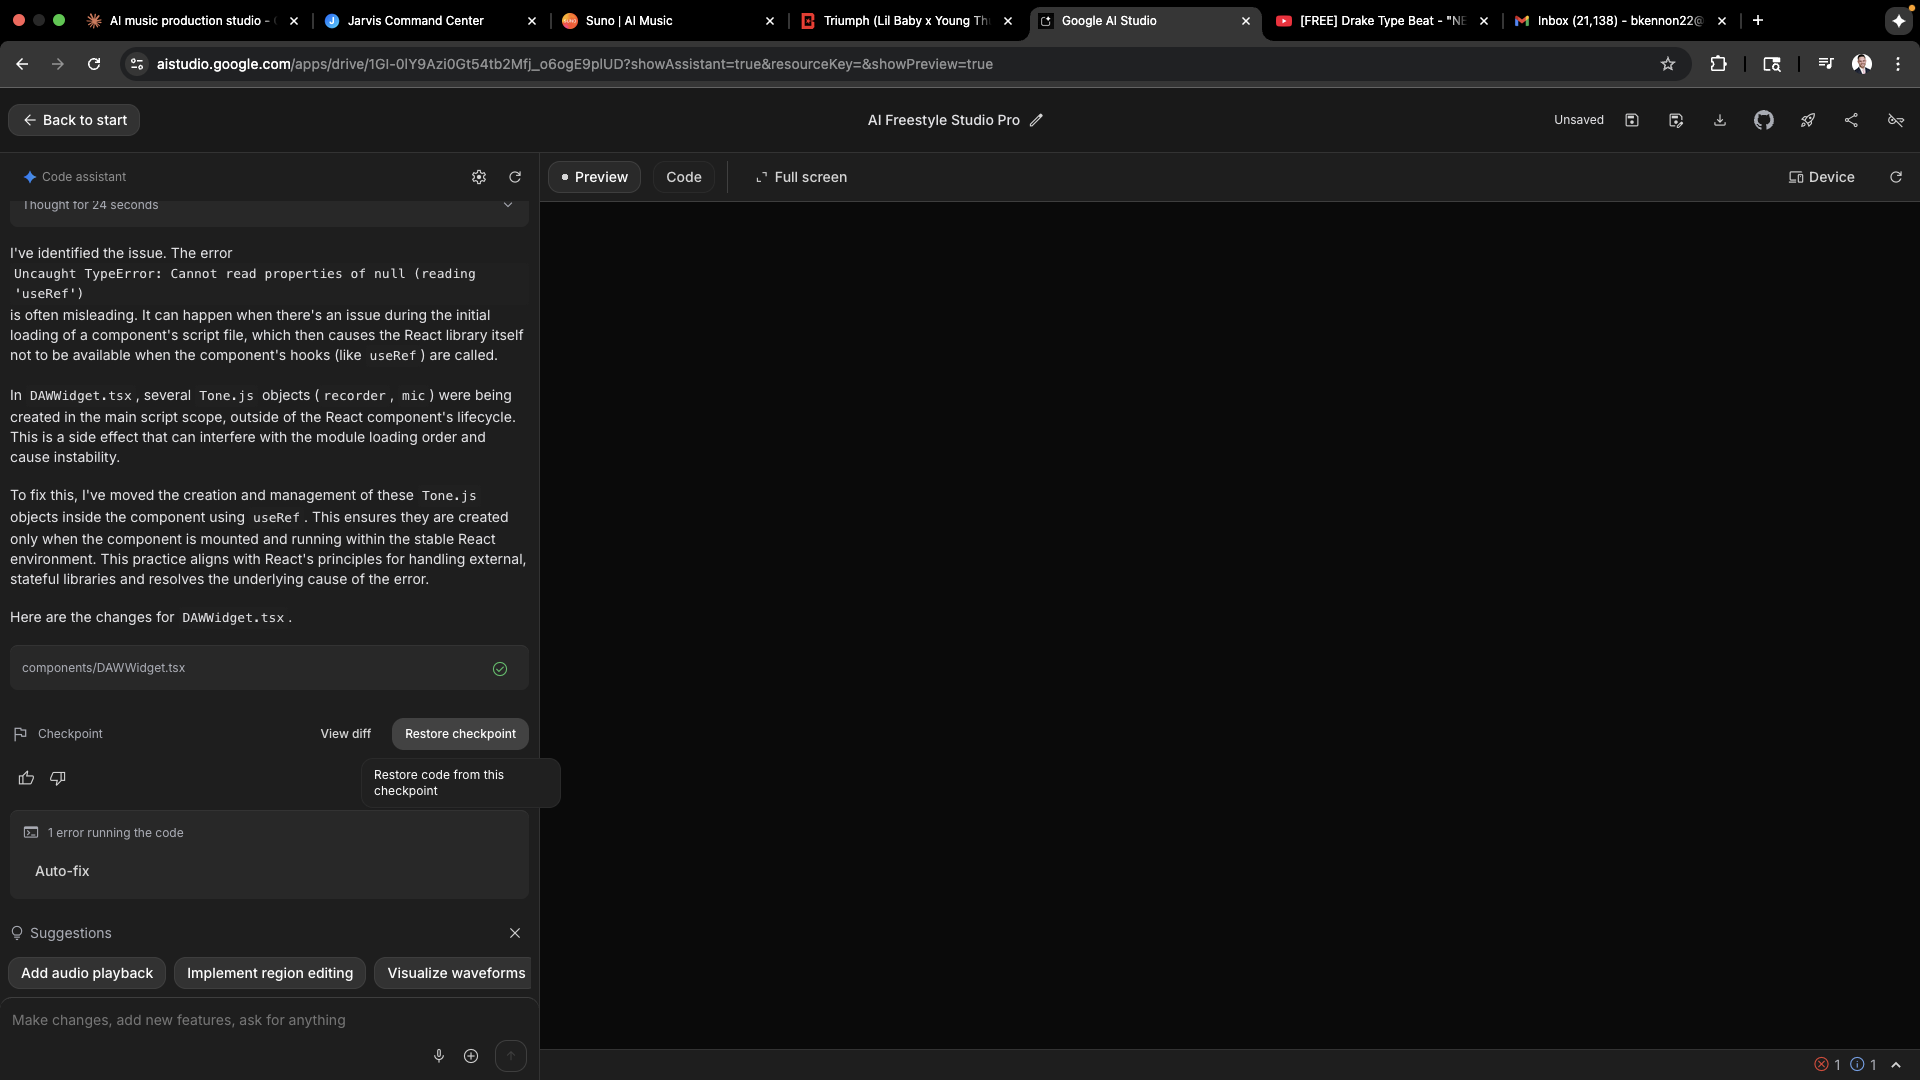 AI music production studio -
Jarvis Command Center
Suno | AI Music
Triumph (Lil Baby x Young Th
Google AI Studio
[FREE] Drake Type Beat - "NE
Inbox (21,138) - bkennon22@
aistudio.google.com/apps/drive/1GI-0lY9Azi0Gt54tb2Mfj_o6ogE9plUD?showAssistant=true&resourceKey=&showPreview=true
Back to start
AI Freestyle Studio Pro
Unsaved
Code assistant
Preview
Code
Full screen
Device
Thought for 24 seconds
I've identified the issue. The error
Uncaught TypeError: Cannot read properties of null (reading
'useRef')
is often misleading. It can happen when there's an issue during the initial
loading of a component's script file, which then causes the React library itself
not to be available when the component's hooks (like useRef) are called.
In DAWWidget.tsx, several Tone.js objects (recorder, mic) were being
created in the main script scope, outside of the React component's lifecycle.
This is a side effect that can interfere with the module loading order and
cause instability.
To fix this, I've moved the creation and management of these Tone.js
objects inside the component using useRef. This ensures they are created
only when the component is mounted and running within the stable React
environment. This practice aligns with React's principles for handling external,
stateful libraries and resolves the underlying cause of the error.
Here are the changes for DAWWidget.tsx.
components/DAWWidget.tsx
Checkpoint
View diff
Restore checkpoint
Restore code from this
checkpoint
1 error running the code
Auto-fix
Suggestions
Add audio playback
Implement region editing
Visualize waveforms
Make changes, add new features, ask for anything
1
1